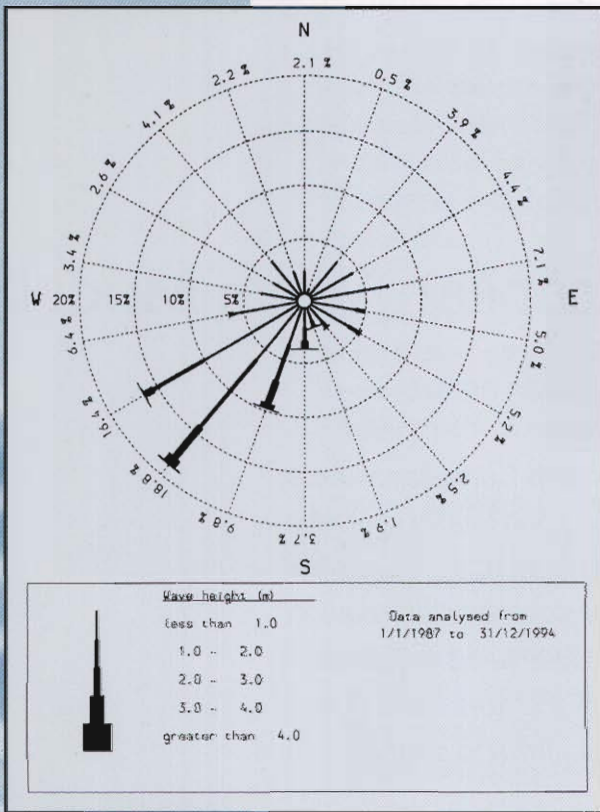 N
2.1 %
0.5 %
3.9 %
4.4 %
7.1 %
E
5.0 %
5.2 %
2.5 %
1.9 %
3.7 %
S
9.8 %
18.8 %
16.4 %
6.4 %
W 20% 15% 10% 5%
3.4 %
2.6 %
4.1 %
2.2 %
Wave height (m)
less than 1.0
1.0 - 2.0
2.0 - 3.0
3.0 - 4.0
greater than 4.0
Data analysed from
1/1/1987 to 31/12/1994